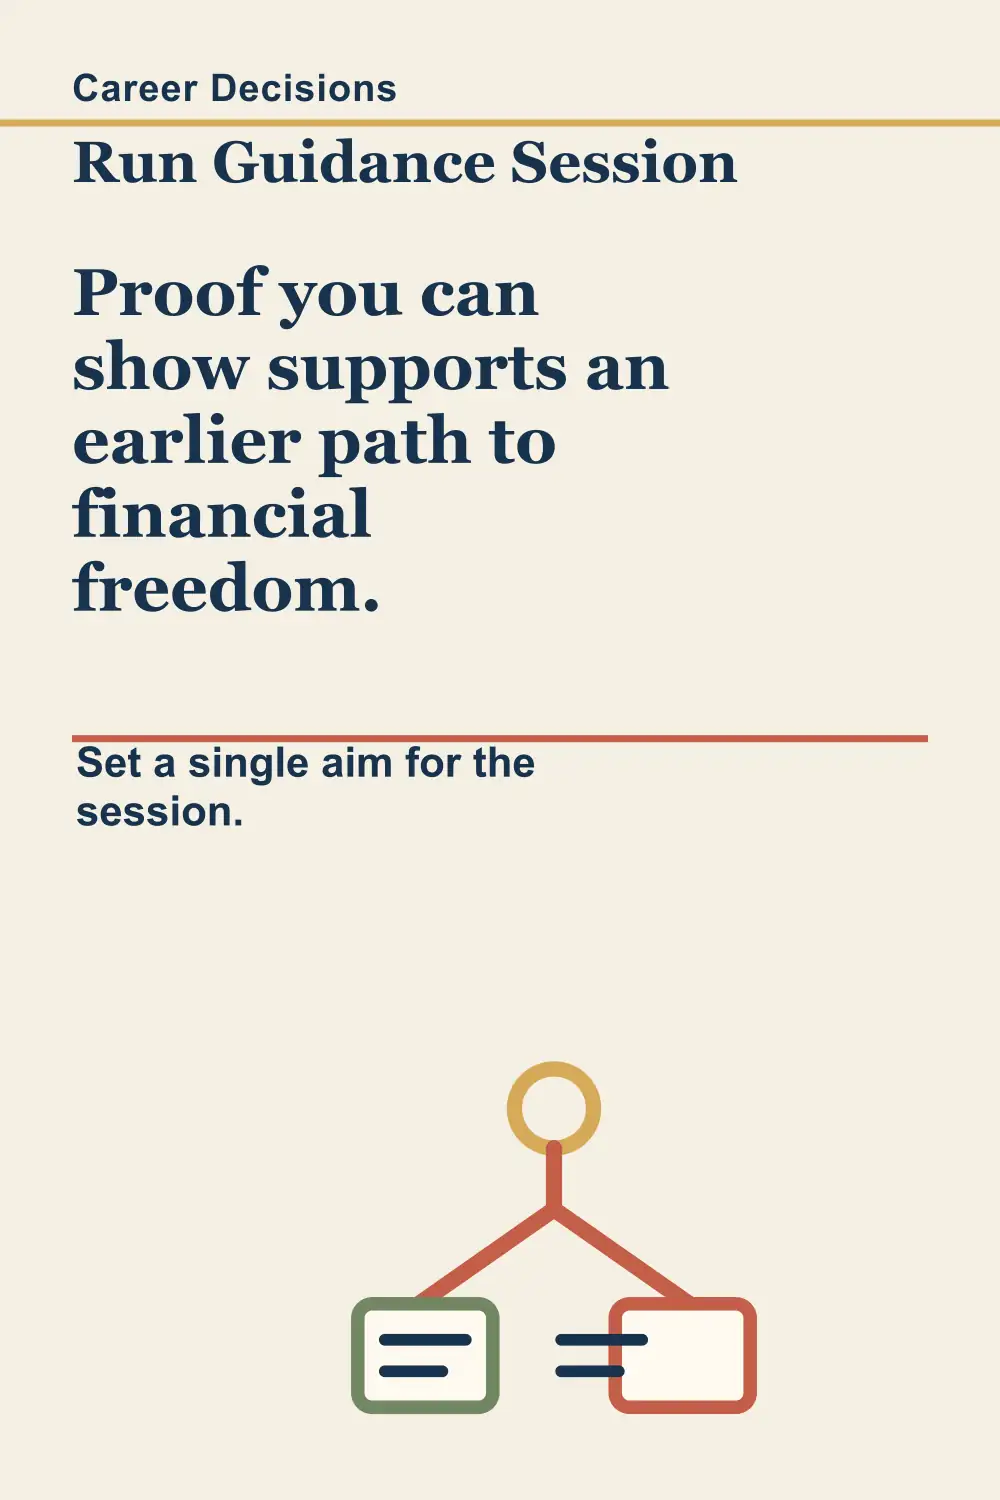 Career Decisions
Run Guidance Session
Proof you can
show supports an
earlier path to
financial
freedom.
Set a single aim for the
session.